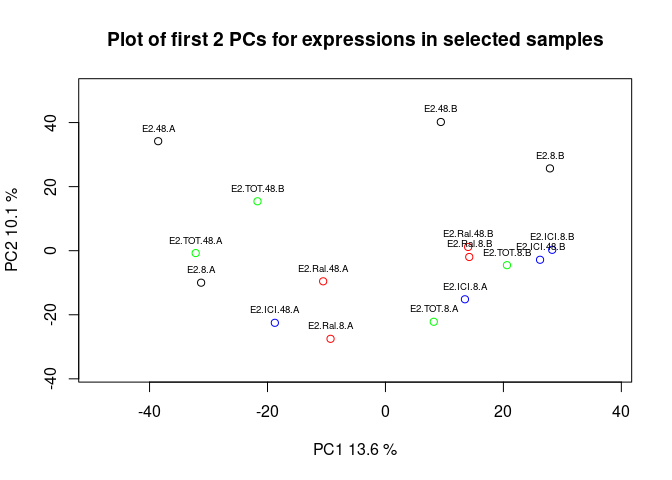 Plot of first 2 PCs for expressions in selected samples
E2.48.B
E2.48.A
E2.8.B
E2.TOT.48.B
E2.Ral.48.B
E2.ICI.8.B
E2.TOT.48.A
E2.Ral.8.B
E2.ICI.48.B
E2.TOT.8.B
E2.8.A
E2.Ral.48.A
E2.ICI.8.A
E2.ICI.48.A
E2.TOT.8.A
E2.Ral.8.A
40
20
0
-20
-40
PC2 10.1 %
-40 -20 0 20 40
PC1 13.6 %